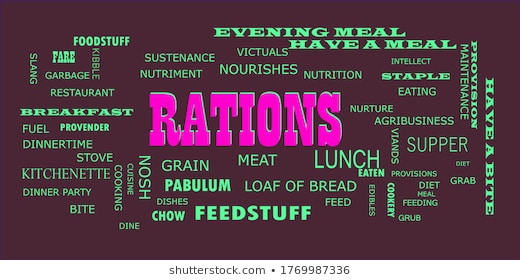 EVENING MEAL
FOODSTUFF
HAVE A MEAL
VICTUALS
SUSTENANCE
FARE
KIBBLE
SLANG
INTELLECT
MAINTENANCE
PROVISION
GARBAGE
NUTRIMENT
NOURISHES
NUTRITION
STAPLE
RESTAURANT
EATING
HAVE A BITE
BREAKFAST
RATIONS
NURTURE
FUEL
PROVENDER
AGRIBUSINESS
DINNERTIME
VIANDS
SUPPER
STOVE
NOSH
GRAIN
MEAT
LUNCH
DIET
KITCHENETTE
COOKING
CUISINE
EATEN
PROVISIONS
GRAB
DINNER PARTY
PABULUM
LOAF OF BREAD
EDIBLES
COOKERY
DIET
MEAL
BITE
DISHES
FEED
FEEDING
CHOW
FEEDSTUFF
GRUB
DINE
shutterstock.com • 1769987336